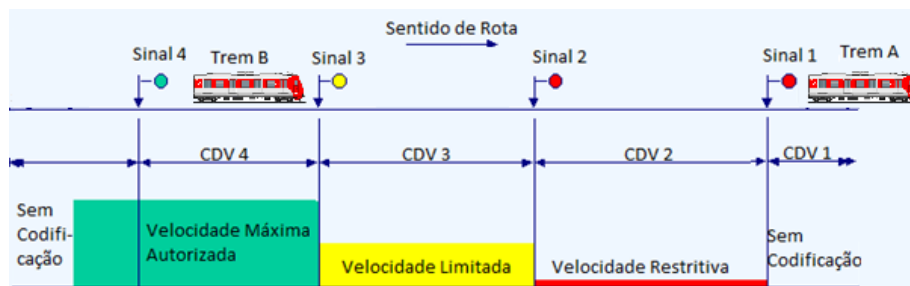 Sentido de Rota
Sinal 4
Trem B
Sinal 3
Sinal 2
Sinal 1
Trem A
CDV 4
CDV 3
CDV 2
CDV 1
Sem
Codifi-
cação
Velocidade Máxima
Autorizada
Velocidade Limitada
Velocidade Restritiva
Sem
Codificação